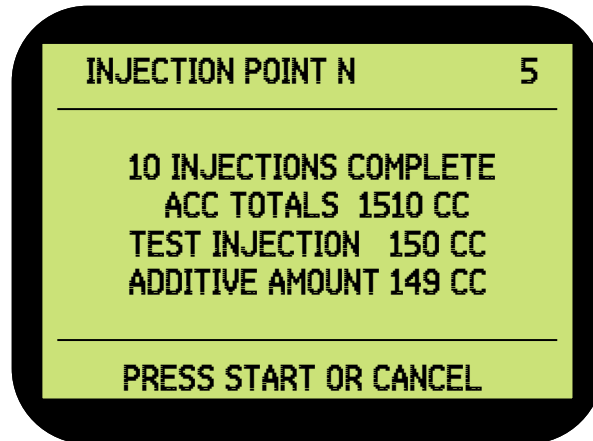 INJECTION POINT N 5
10 INJECTIONS COMPLETE
ACC TOTALS 1510 CC
TEST INJECTION 150 CC
ADDITIVE AMOUNT 149 CC
PRESS START OR CANCEL